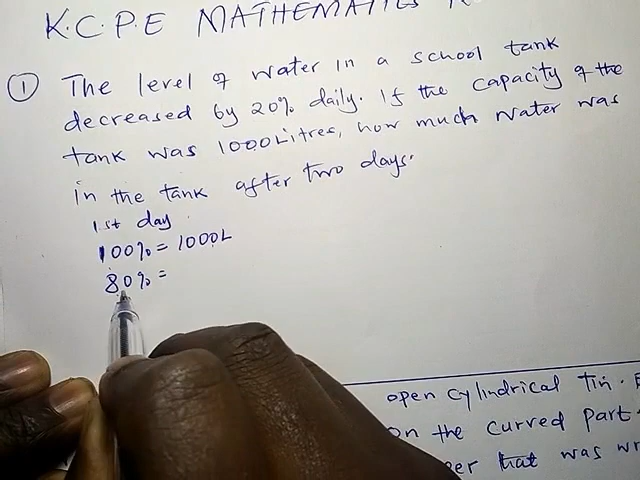 K.C.P.E MATHEMATICS
1 The level of water in a school tank
decreased by 20% daily. If the capacity of the
tank was 1000Litres, how much water was
in the tank after two days.
1st day
100% = 1000L
80% =
open cylindrical tin.
on the curved part.
that was